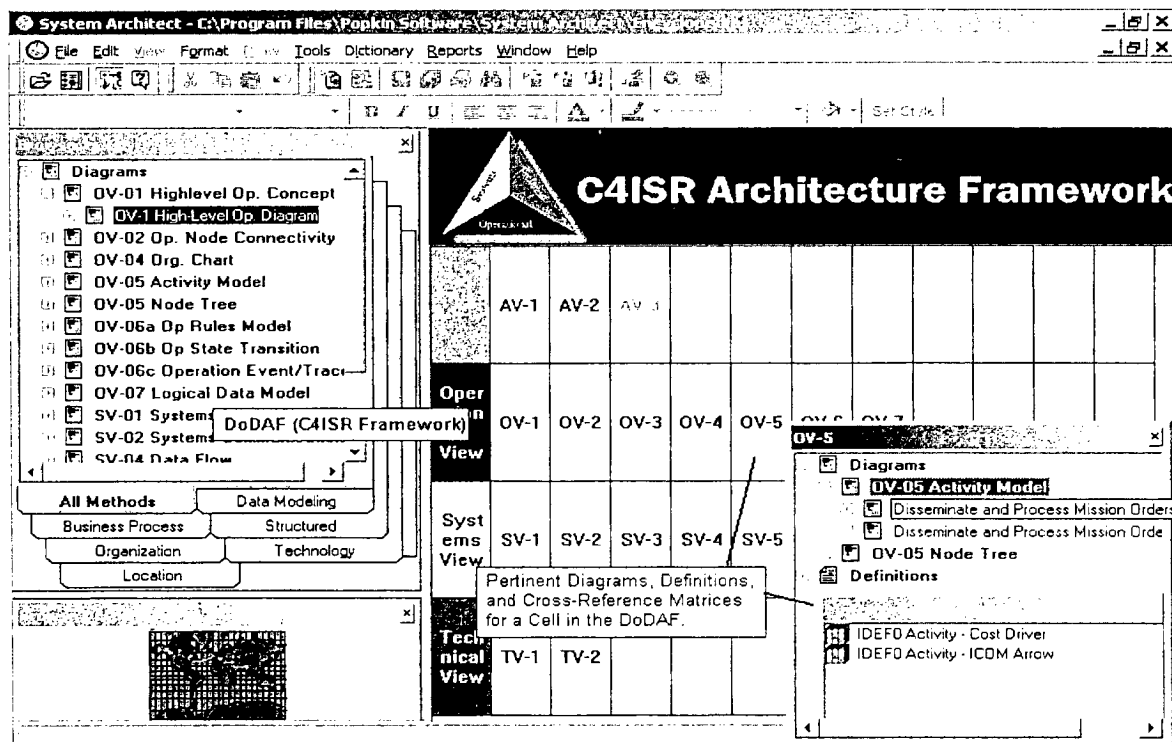 System Architect - C:\Program Files\Popkin Software\System Architect
File Edit View Format Tools Dictionary Reports Window Help
B I U A Set Style
Diagrams
OV-01 Highlevel Op. Concept
OV-1 High-Level Op. Diagram
OV-02 Op. Node Connectivity
OV-04 Org. Chart
OV-05 Activity Model
OV-05 Node Tree
OV-06a Op Rules Model
OV-06b Op State Transition
OV-06c Operation Event/Trac
OV-07 Logical Data Model
SV-01 Systems
SV-02 Systems
SV-04 Data Flow
DoDAF (C4ISR Framework)
All Methods
Data Modeling
Business Process
Structured
Organization
Technology
Location
Systems
Operational
C4ISR Architecture Framework
AV-1 AV-2 AV-3
Oper
View
OV-1 OV-2 OV-3 OV-4 OV-5 OV-6 OV-7
Syst
ems
View
SV-1 SV-2 SV-3 SV-4 SV-5
Tech
nical
View
TV-1 TV-2
Pertinent Diagrams, Definitions,
and Cross-Reference Matrices
for a Cell in the DoDAF.
OV-5
Diagrams
OV-05 Activity Model
Disseminate and Process Mission Orders
Disseminate and Process Mission Orde
OV-05 Node Tree
Definitions
IDEF0 Activity - Cost Driver
IDEF0 Activity - ICOM Arrow